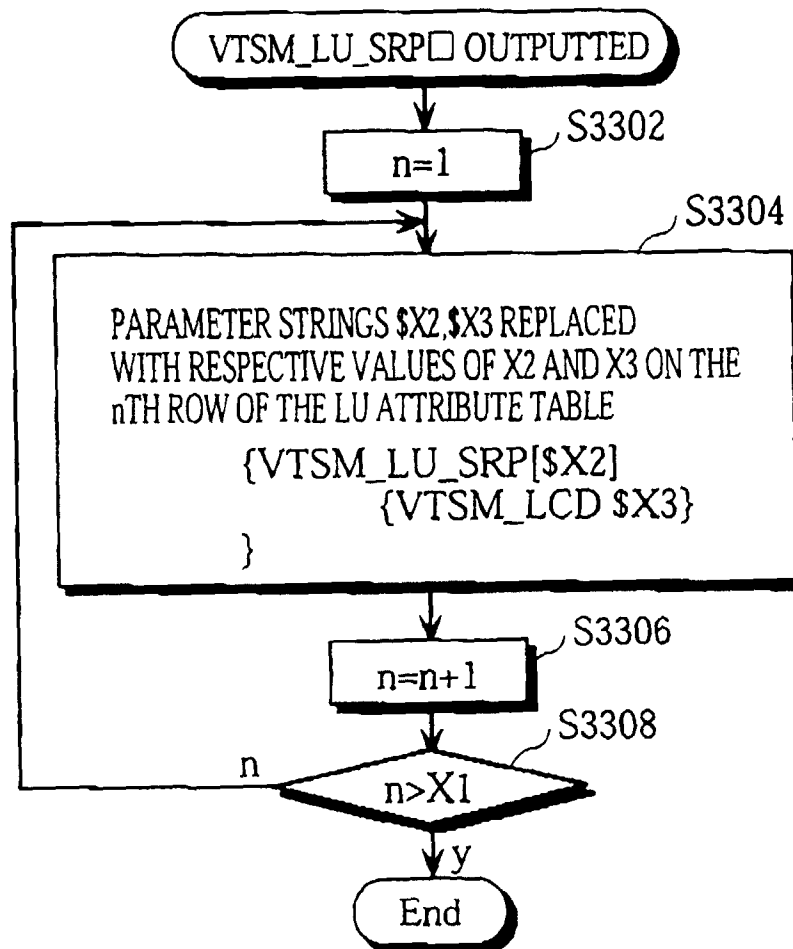 VTSM_LU_SRP□ OUTPUTTED
S3302
n=1
S3304
PARAMETER STRINGS $X2,$X3 REPLACED
WITH RESPECTIVE VALUES OF X2 AND X3 ON THE
nTH ROW OF THE LU ATTRIBUTE TABLE
{VTSM_LU_SRP[$X2]
{VTSM_LCD $X3}
}
S3306
n=n+1
S3308
n
n>X1
y
End